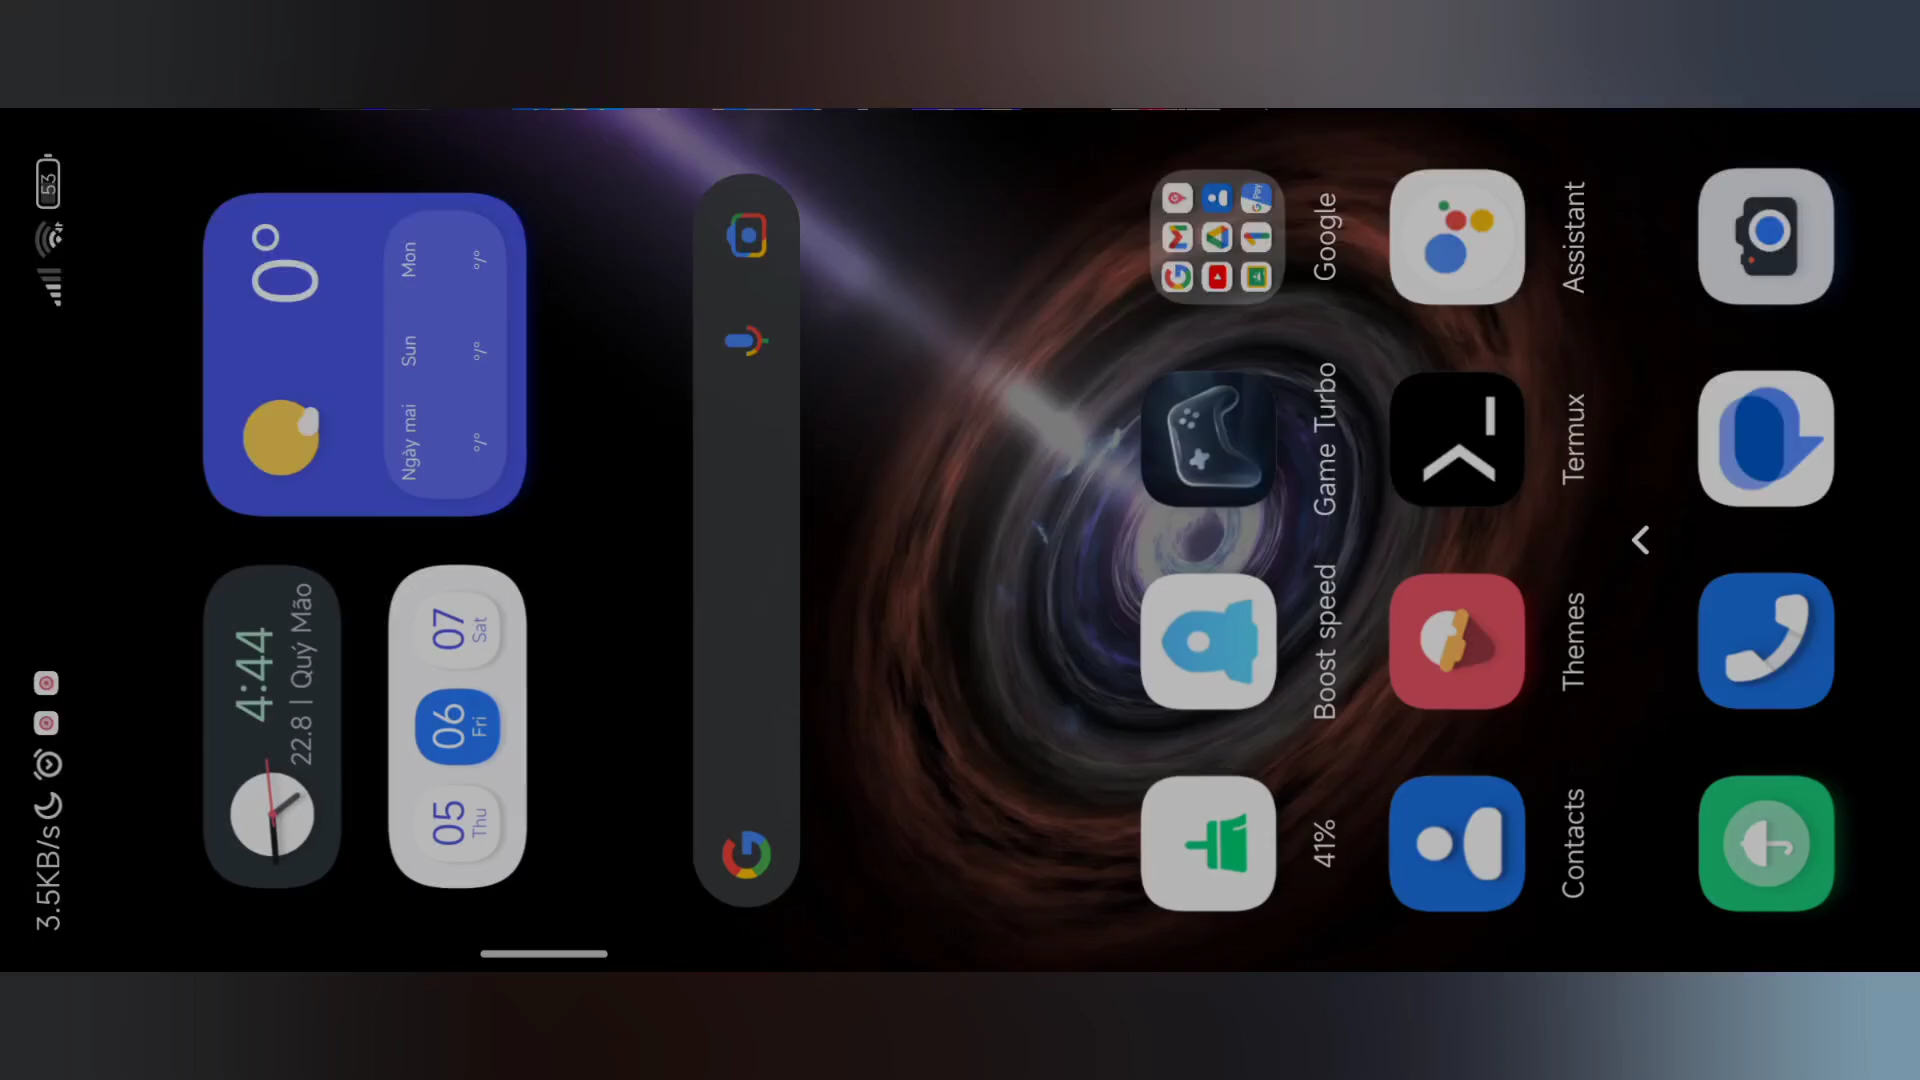 3.5KB/s
53
4:44
22.8 | Quý Mão
0°
05
Thu
06
Fri
07
Sat
Ngày mai
Sun
Mon
°/°
°/°
°/°
41%
Boost speed
Game Turbo
Google
G Pay
Contacts
Themes
Termux
Assistant